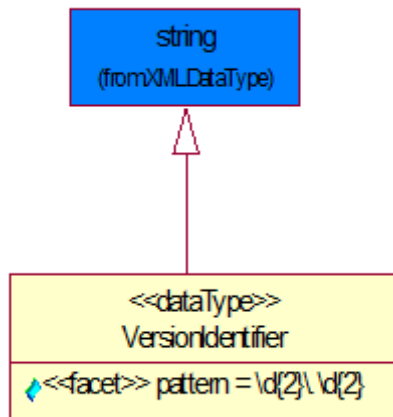 string
(fromXMLDataType)
<<dataType>>
VersionIdentifier
<<facet>> pattern = \d{2}\.\d{2}